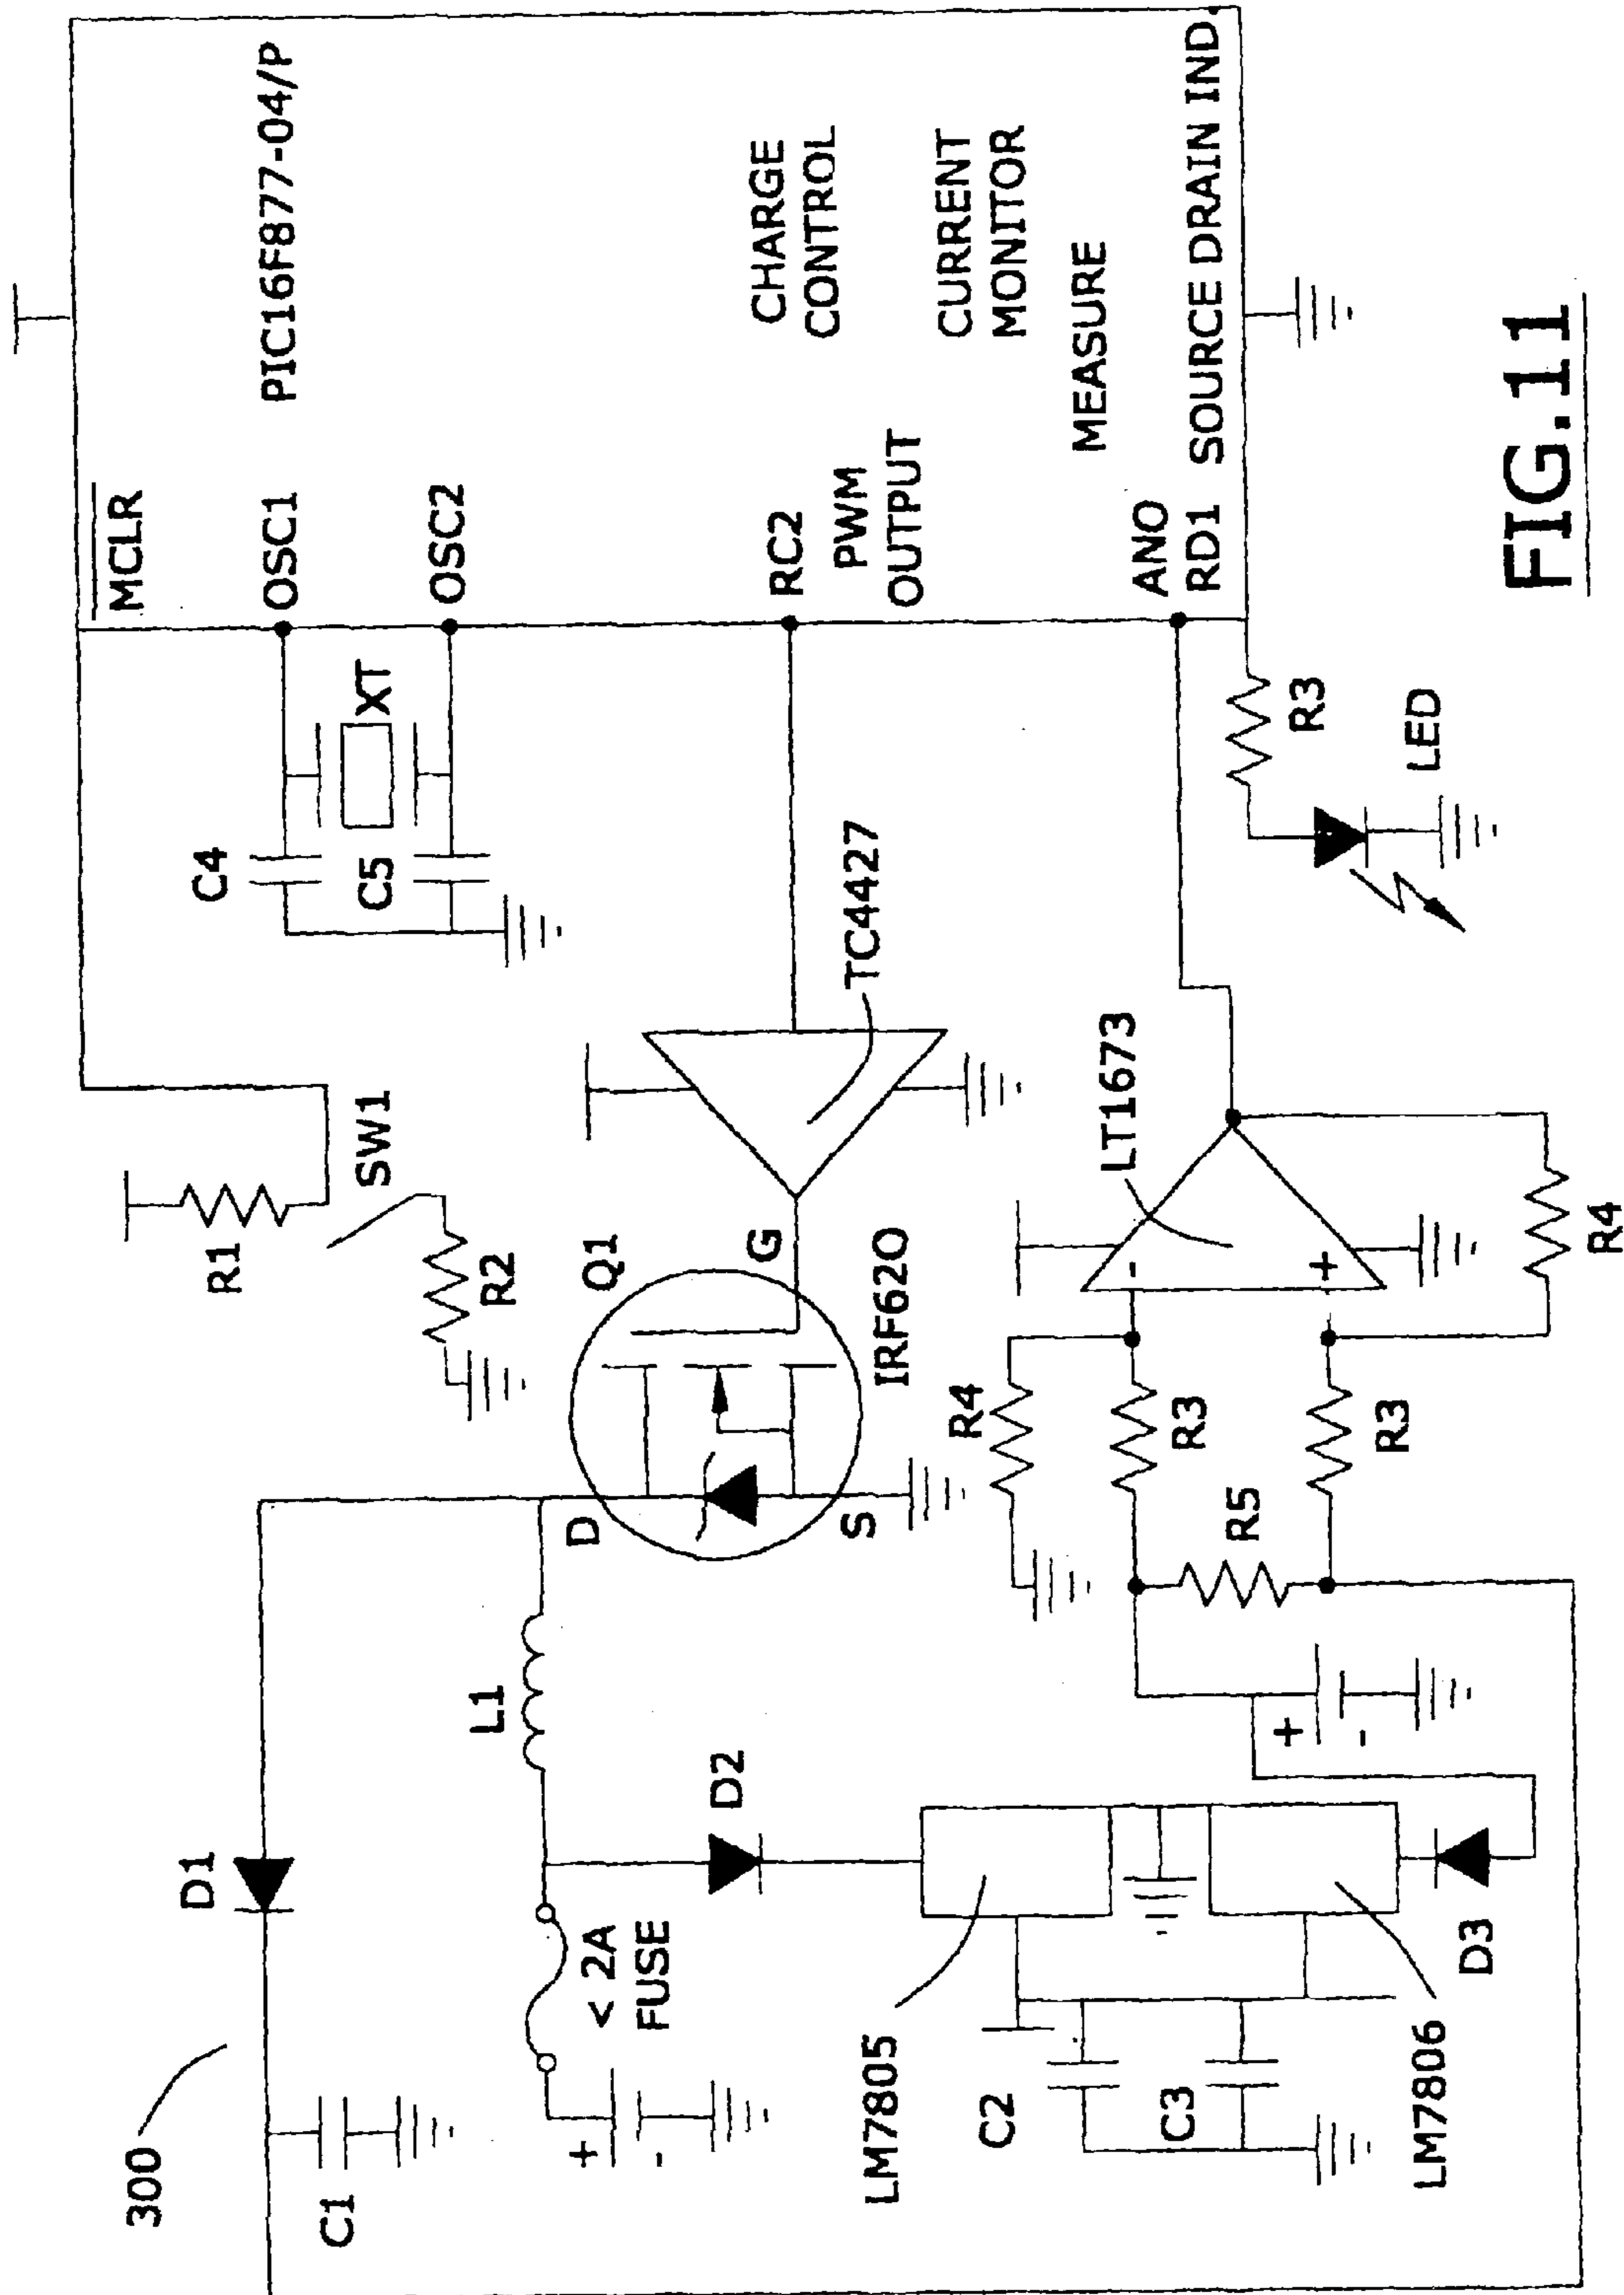 300
C1
D1
+
-
< 2A
FUSE
L1
D2
LM7805
C2
C3
LM7806
D3
+
-
R1
SW1
R2
Q1
D
G
S
IRF620
R4
R3
R5
R3
-
+
LT1673
R4
TC4427
C4
C5
XT
R3
LED
MCLR
OSC1 PIC16F877-04/P
OSC2
RC2
PWM
OUTPUT
CHARGE
CONTROL
CURRENT
MONITOR
MEASURE
ANO
RD1 SOURCE DRAIN IND.
FIG.11